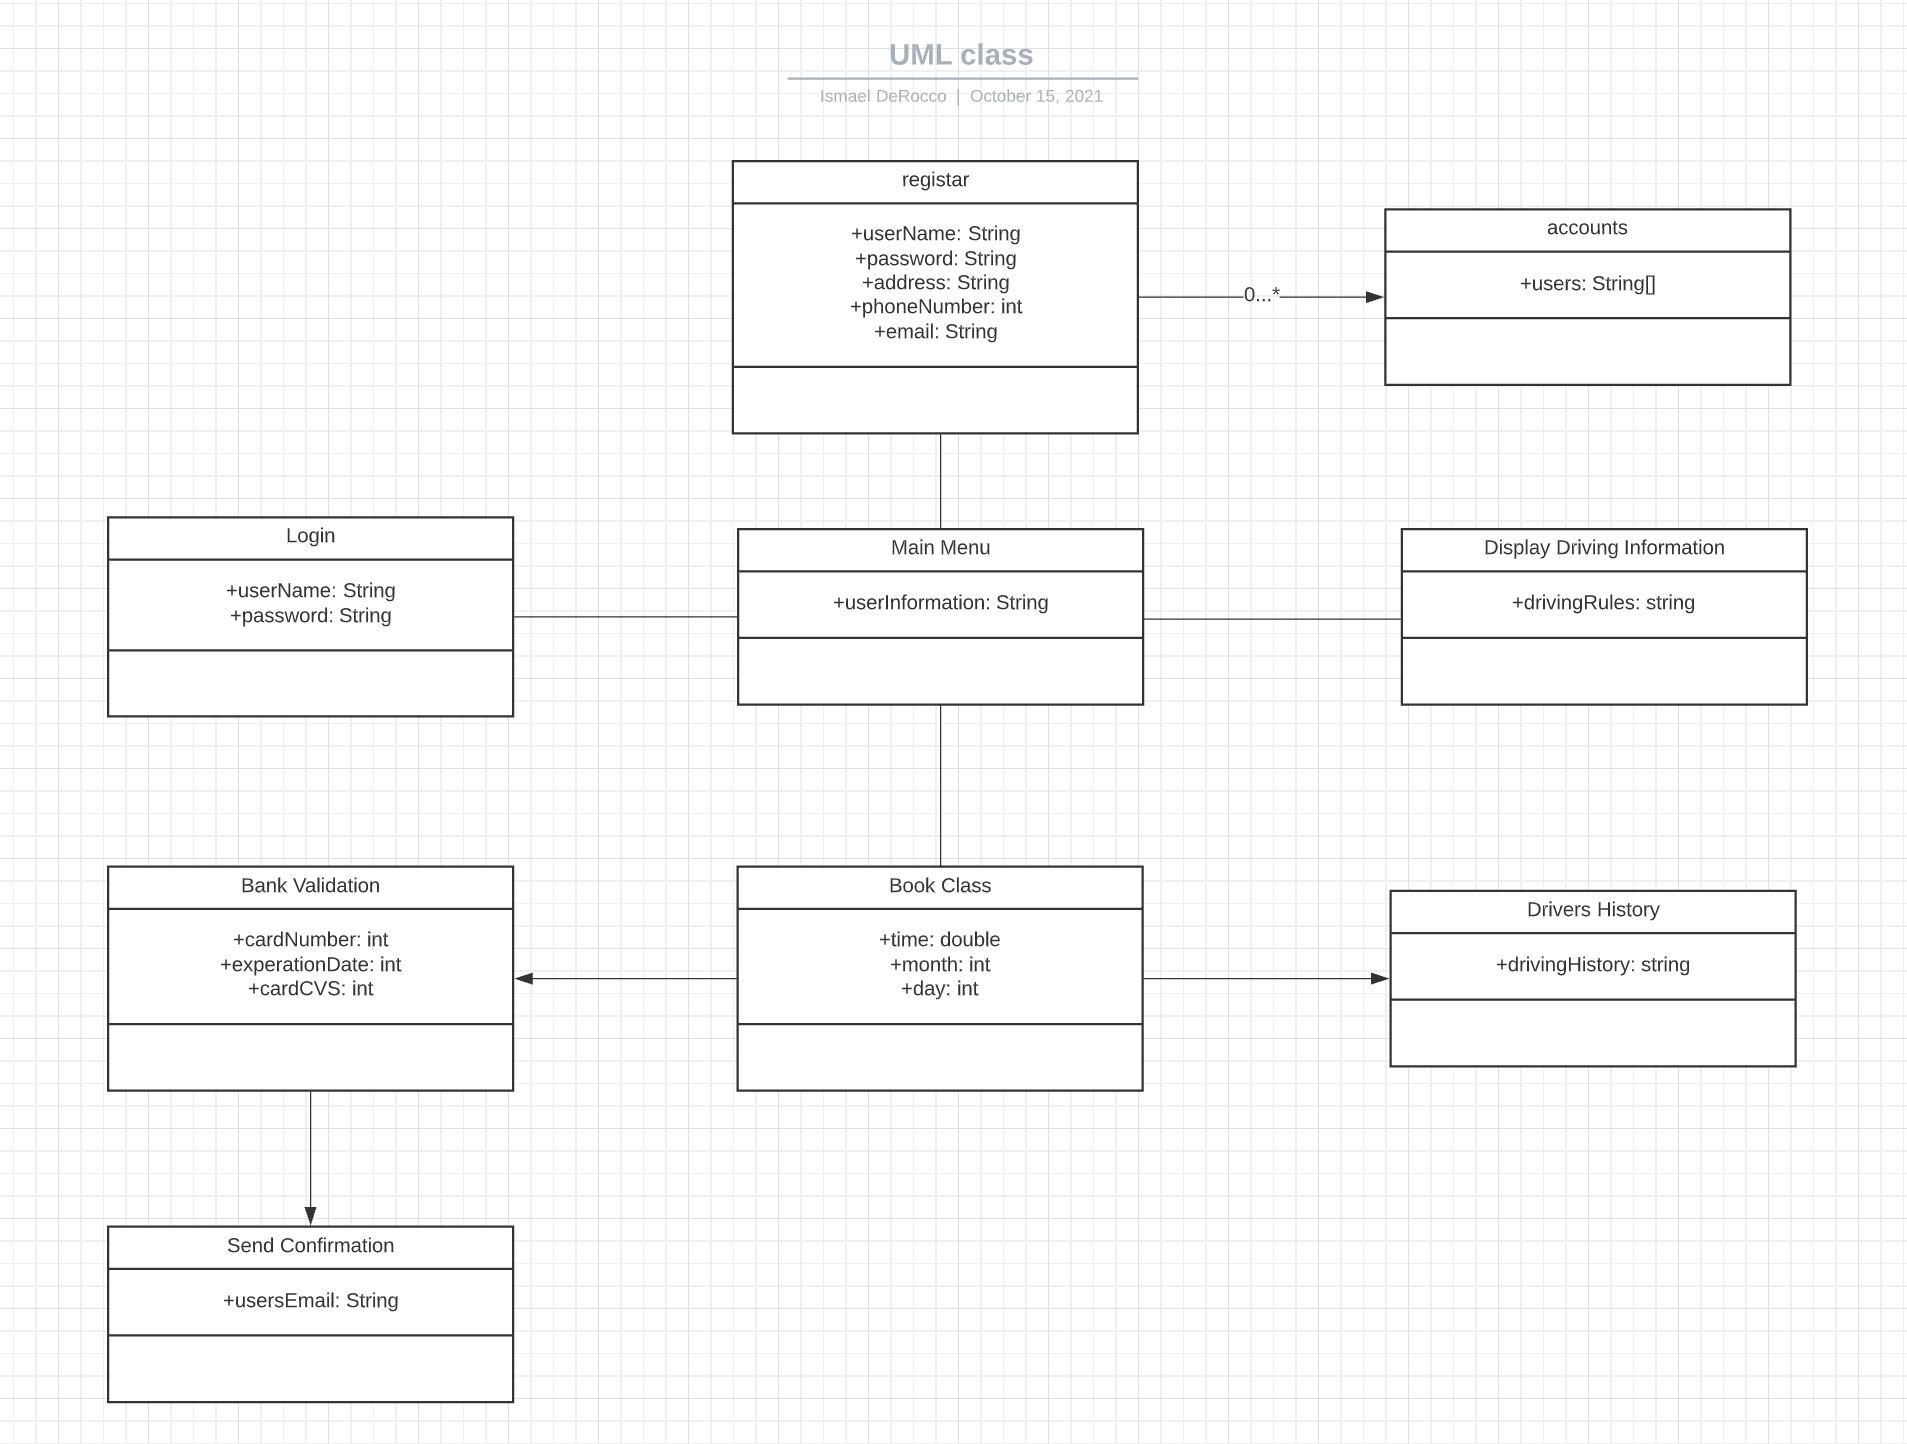 UML class
Ismael DeRocco | October 15, 2021
registar
+userName: String
+password: String
+address: String
+phoneNumber: int
+email: String
0...*
accounts
+users: String[]
Login
+userName: String
+password: String
Main Menu
+userInformation: String
Display Driving Information
+drivingRules: string
Bank Validation
+cardNumber: int
+experationDate: int
+cardCVS: int
Book Class
+time: double
+month: int
+day: int
Drivers History
+drivingHistory: string
Send Confirmation
+usersEmail: String